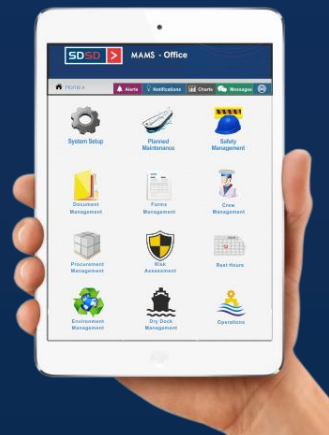 SDSD > MAMS - Office
Home
Alerts
Notifications
Charts
Messages
System Setup
Planned
Maintenance
Safety
Management
Document
Management
Forms
Management
Crew
Management
Procurement
Management
Risk
Assessment
Rest Hours
Environment
Management
Dry Dock
Management
Operations